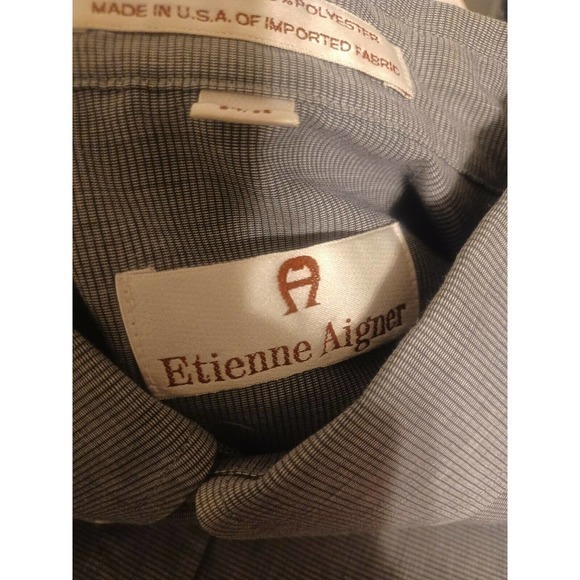 % POLYESTER
MADE IN U.S.A. OF IMPORTED FABRIC
A
Etienne Aigner